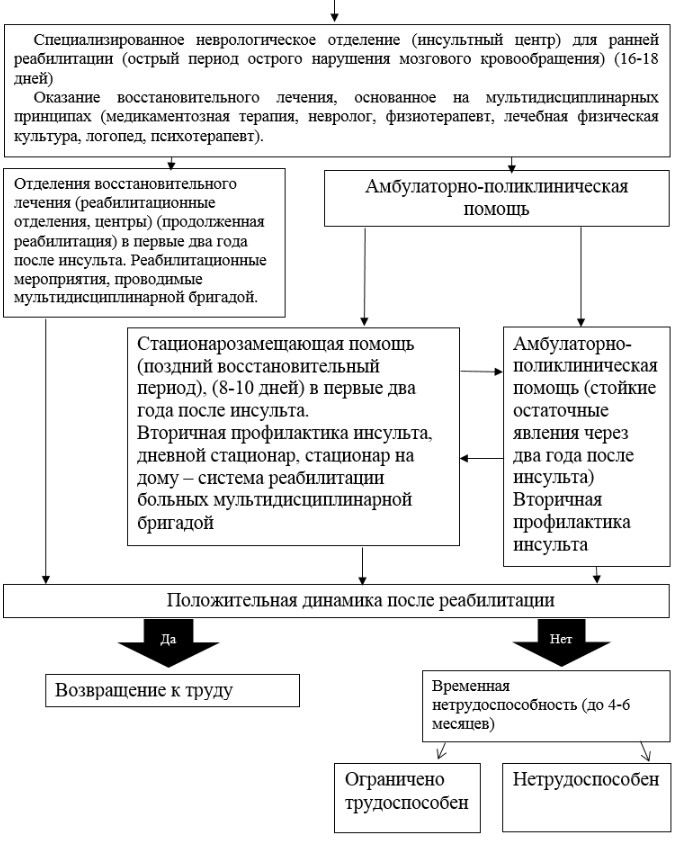 Специализированное неврологическое отделение (инсультный центр) для ранней
реабилитации (острый период острого нарушения мозгового кровообращения) (16-18
дней)
Оказание восстановительного лечения, основанное на мультидисциплинарных
принципах (медикаментозная терапия, невролог, физиотерапевт, лечебная физическая
культура, логопед, психотерапевт).
Отделения восстановительного
лечения (реабилитационные
отделения, центры) (продолженная
реабилитация) в первые два года
после инсульта. Реабилитационные
мероприятия, проводимые
мультидисциплинарной бригадой.
Амбулаторно-поликлиническая
помощь
Стационарозамещающая помощь
(поздний восстановительный
период), (8-10 дней) в первые два
года после инсульта.
Вторичная профилактика инсульта,
дневной стационар, стационар на
дому – система реабилитации
больных мультидисциплинарной
бригадой
Амбулаторно-
поликлиническая
помощь (стойкие
остаточные
явления через
два года после
инсульта)
Вторичная
профилактика
инсульта
Положительная динамика после реабилитации
Да
Нет
Возвращение к труду
Временная
нетрудоспособность (до 4-6
месяцев)
Ограничено
трудоспособен
Нетрудоспособен